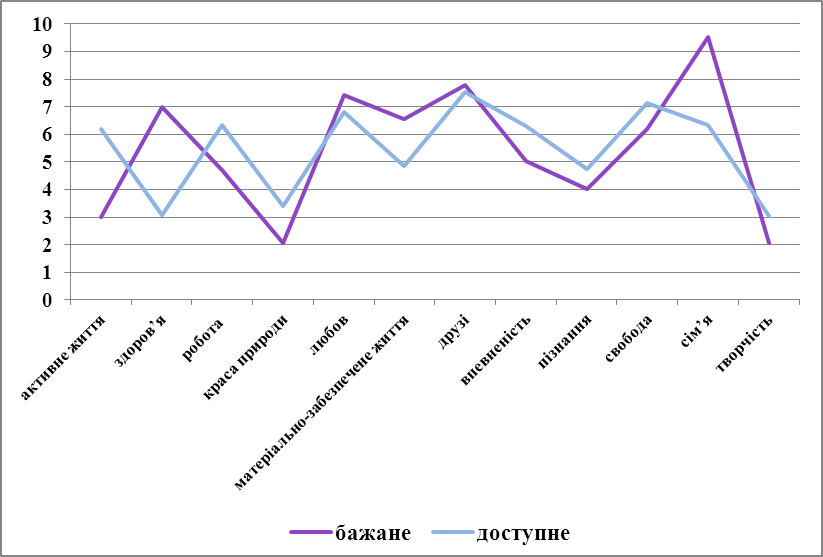 10
9
8
7
6
5
4
3
2
1
0
активне життя
здоров’я
робота
краса природи
любов
матеріально-забезпечене життя
друзі
впевненість
пізнання
свобода
сім’я
творчість
бажане
доступне